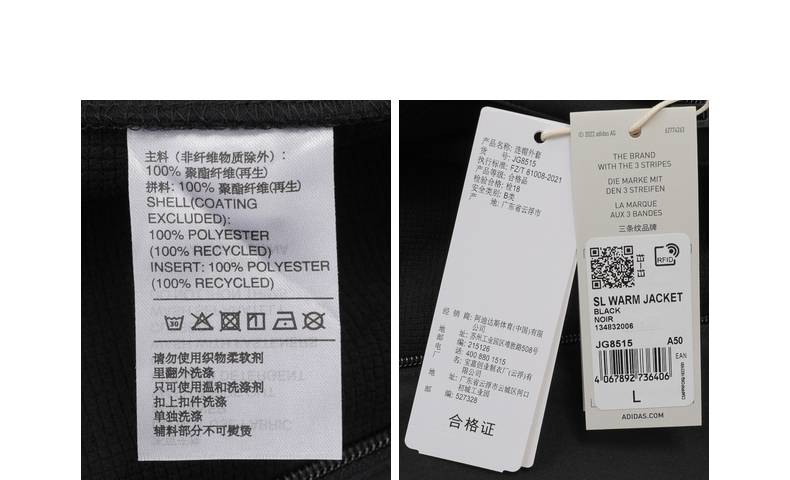 主料（非纤维物质除外）：
100% 聚酯纤维(再生)
拼料: 100% 聚酯纤维(再生)
SHELL(COATING
EXCLUDED):
100% POLYESTER
(100% RECYCLED)
INSERT: 100% POLYESTER
(100% RECYCLED)
30
请勿使用织物柔软剂
里翻外洗涤
只可使用温和洗涤剂
扣上扣件洗涤
单独洗涤
辅料部分不可熨烫
产品名称: 连帽外套
货 号: JG8515
执行标准: FZ/T 81008-2021
产品等级: 合格品
检验合格: 检18
安全类别: B类
产 地: 广东省云浮市
经 销 商: 阿迪达斯体育(中国)有限
公司
地 址: 苏州工业园区唯胜路508号
邮 编: 215126
电 话: 400 880 1515
厂 名: 宝嘉创业制衣厂(云浮)有
限公司
地 址: 广东省云浮市云城区河口
初城工业园
邮 编: 527328
合格证
© 2022 adidas AG
62774263
THE BRAND
WITH THE 3 STRIPES
DIE MARKE MIT
DEN 3 STREIFEN
LA MARQUE
AUX 3 BANDES
三条纹品牌
RFID
SL WARM JACKET
BLACK
NOIR
134832006
JG8515 A50
EAN
4 067892 736406
L
ADIDAS.COM